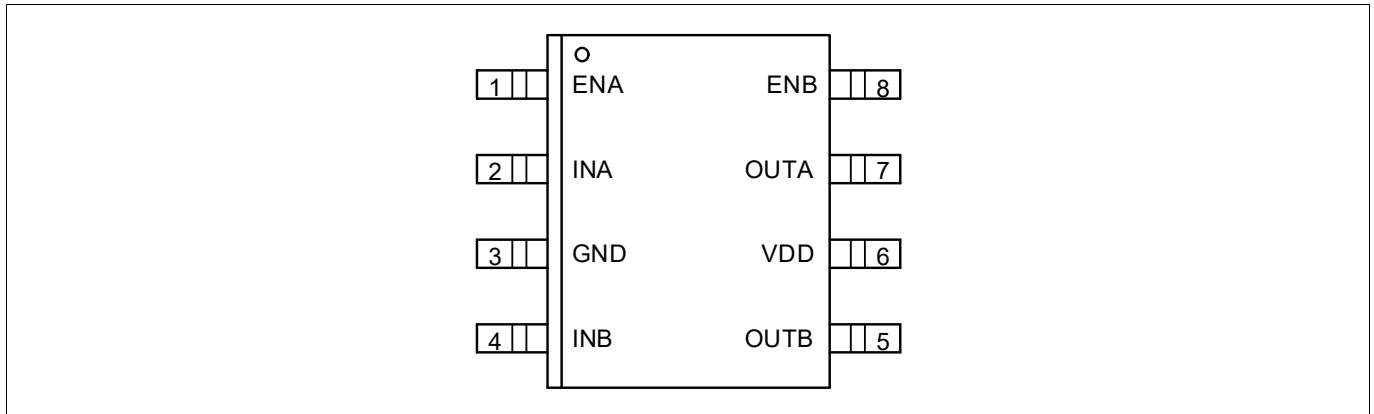 1 ENA ENB 8
2 INA OUTA 7
3 GND VDD 6
4 INB OUTB 5